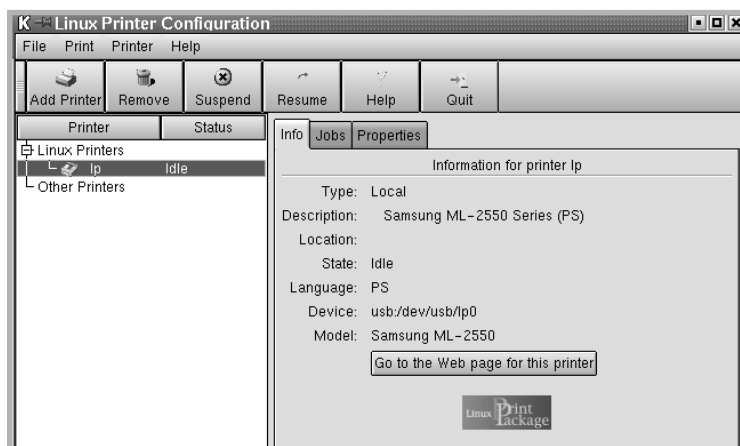 Linux Printer Configuration
File Print Printer Help
Add Printer Remove Suspend Resume Help Quit
Printer Status
Linux Printers
lp Idle
Other Printers
Info Jobs Properties
Information for printer lp
Type: Local
Description: Samsung ML-2550 Series (PS)
Location:
State: Idle
Language: PS
Device: usb:/dev/usb/lp0
Model: Samsung ML-2550
Go to the Web page for this printer
Linux Print Package